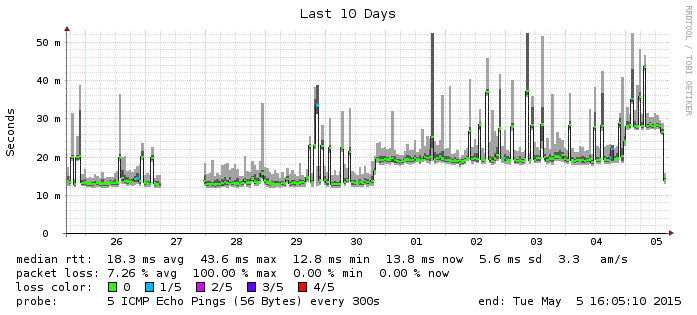 Last 10 Days
RRDTOOL / TOBI OETIKER
Seconds
50 m
40 m
30 m
20 m
10 m
0
26 27 28 29 30 01 02 03 04 05
median rtt: 18.3 ms avg 43.6 ms max 12.8 ms min 13.8 ms now 5.6 ms sd 3.3 am/s
packet loss: 7.26 % avg 100.00 % max 0.00 % min 0.00 % now
loss color: 0 1/5 2/5 3/5 4/5
probe: 5 ICMP Echo Pings (56 Bytes) every 300s end: Tue May 5 16:05:10 2015